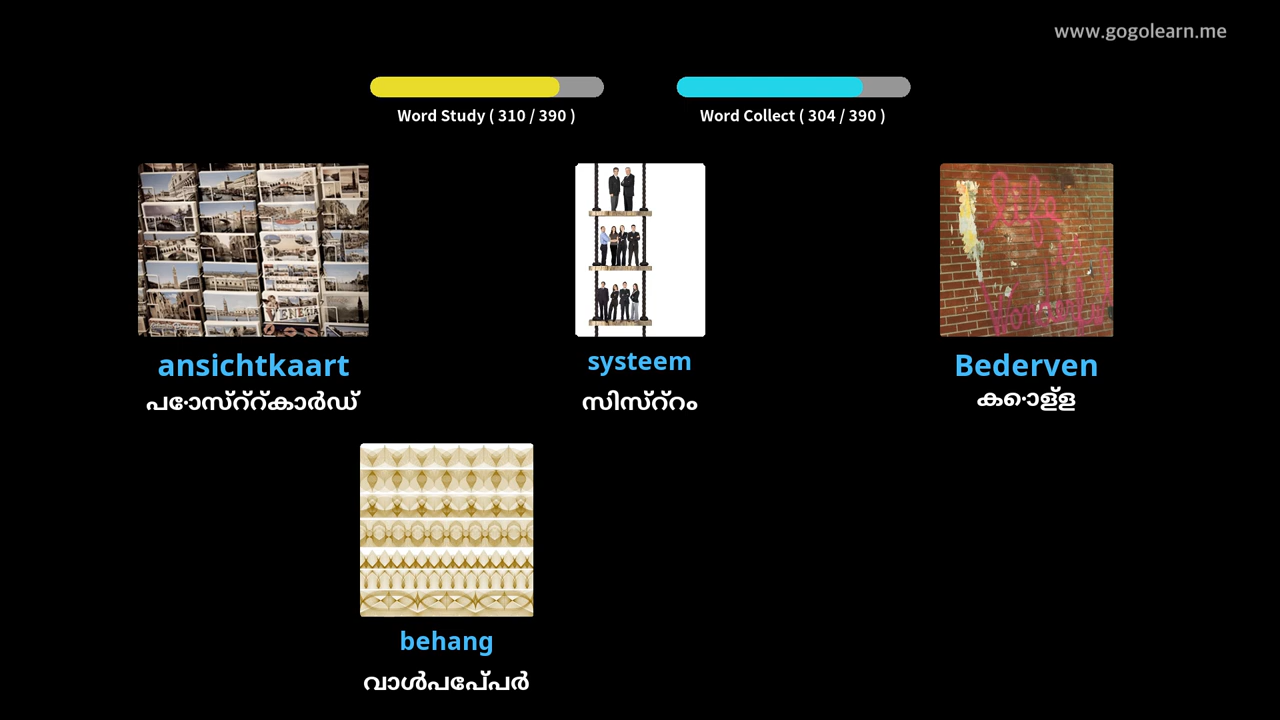 www.gogolearn.me
Word Study ( 310 / 390 )
Word Collect ( 304 / 390 )
ansichtkaart
പോസ്റ്റ്കാർഡ്
systeem
സിസ്റ്റം
Bederven
കൊള്ള
behang
വാൾപേപ്പർ